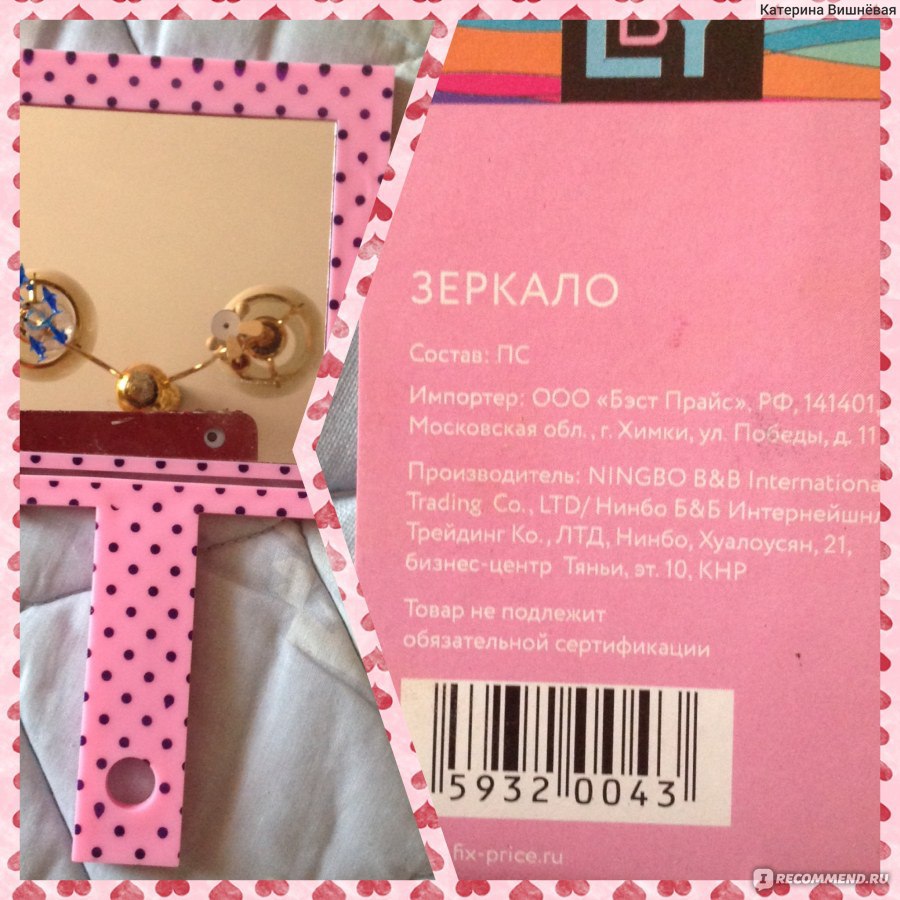 Катерина Вишнёвая
LBY
ЗЕРКАЛО
Состав: ПС
Импортер: ООО «Бэст Прайс», РФ, 141401,
Московская обл., г. Химки, ул. Победы, д. 11
Производитель: NINGBO B&B Internationa
Trading Co., LTD/ Нинбо Б&Б Интернейшнл
Трейдинг Ко., ЛТД, Нинбо, Хуалоусян, 21,
бизнес-центр Тяньи, эт. 10, КНР
Товар не подлежит
обязательной сертификации
5932 0043
fix-price.ru
IRECOMMEND.RU